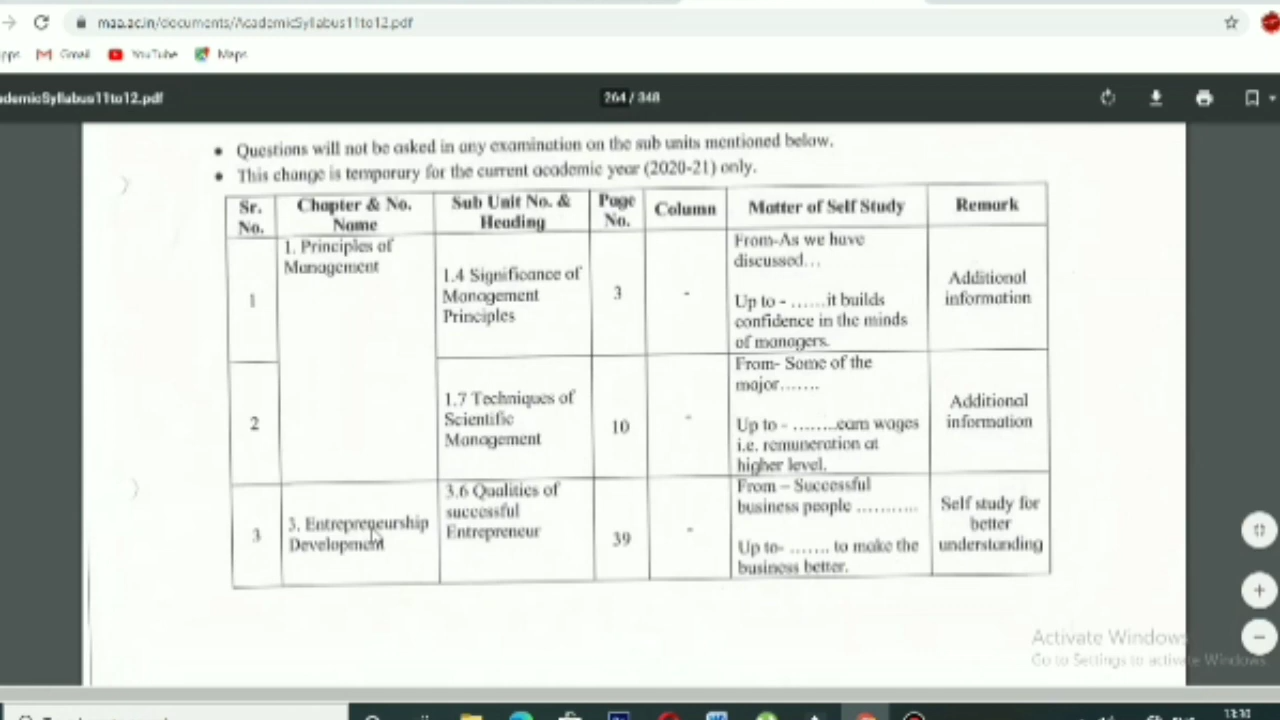 maa.ac.in/documents/AcademicSyllabus11to12.pdf
Gmail YouTube Maps
ademicSyllabus11to12.pdf 264 / 348
• Questions will not be asked in any examination on the sub units mentioned below.
• This change is temporury for the current academic year (2020-21) only.
Sr. No. Chapter & No. Name Sub Unit No. & Heading Page No. Column Matter of Self Study Remark
1 1. Principles of Management 1.4 Significance of Management Principles 3 - From-As we have discussed... Up to - ......it builds confidence in the minds of managers. Additional information
2 1.7 Techniques of Scientific Management 10 - From- Some of the major....... Up to - ........earn wages i.e. remuneration at higher level. Additional information
3 3. Entrepreneurship Development 3.6 Qualities of successful Entrepreneur 39 - From – Successful business people ........... Up to- ....... to make the business better. Self study for better understanding
Activate Windows
Go to Settings to activate Windows.